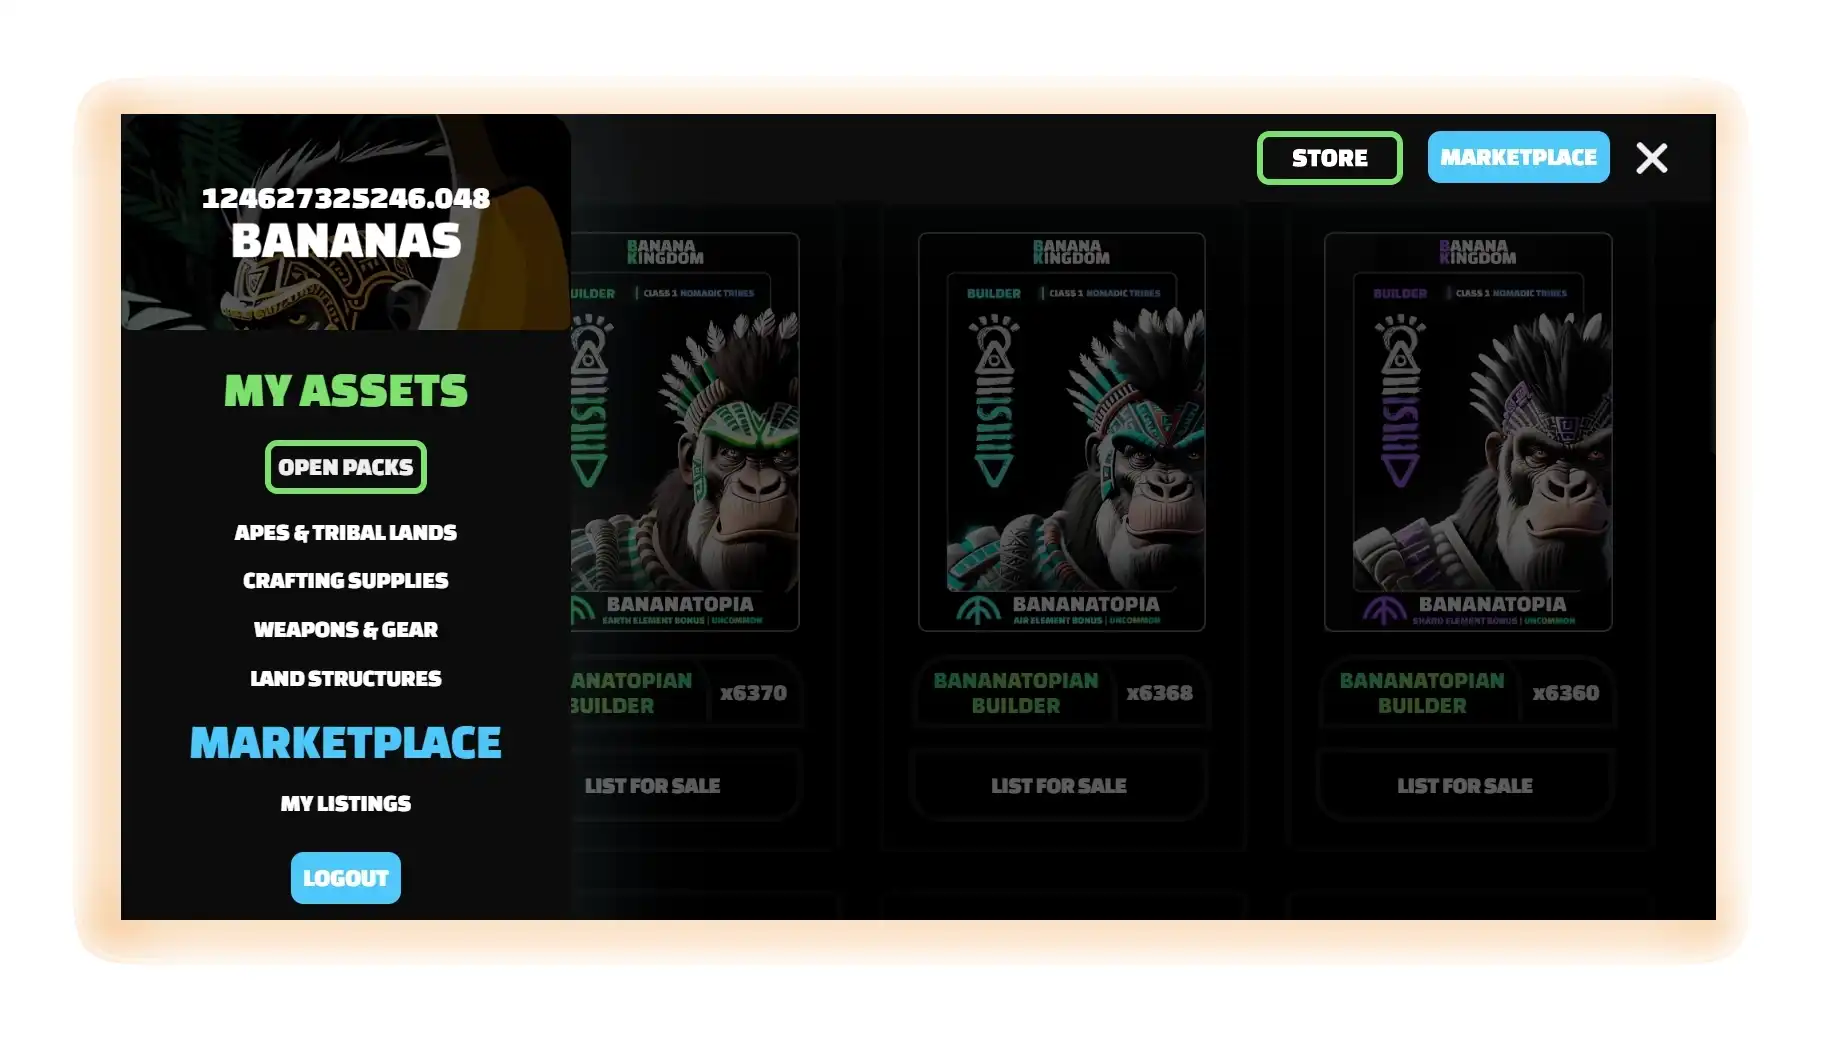 STORE
MARKETPLACE
124627325246.048
BANANAS
MY ASSETS
OPEN PACKS
APES & TRIBAL LANDS
CRAFTING SUPPLIES
WEAPONS & GEAR
LAND STRUCTURES
MARKETPLACE
MY LISTINGS
LOGOUT
BANANA
KINGDOM
UILDER | CLASS 1 NOMADIC TRIBES
BANANATOPIA
EARTH ELEMENT BONUS | UNCOMMON
ANATOPIAN
BUILDER
x6370
LIST FOR SALE
BANANA
KINGDOM
BUILDER | CLASS 1 NOMADIC TRIBES
BANANATOPIA
AIR ELEMENT BONUS | UNCOMMON
BANANATOPIAN
BUILDER
x6368
LIST FOR SALE
BANANA
KINGDOM
BUILDER | CLASS 1 NOMADIC TRIBES
BANANATOPIA
SHARD ELEMENT BONUS | UNCOMMON
BANANATOPIAN
BUILDER
x6360
LIST FOR SALE